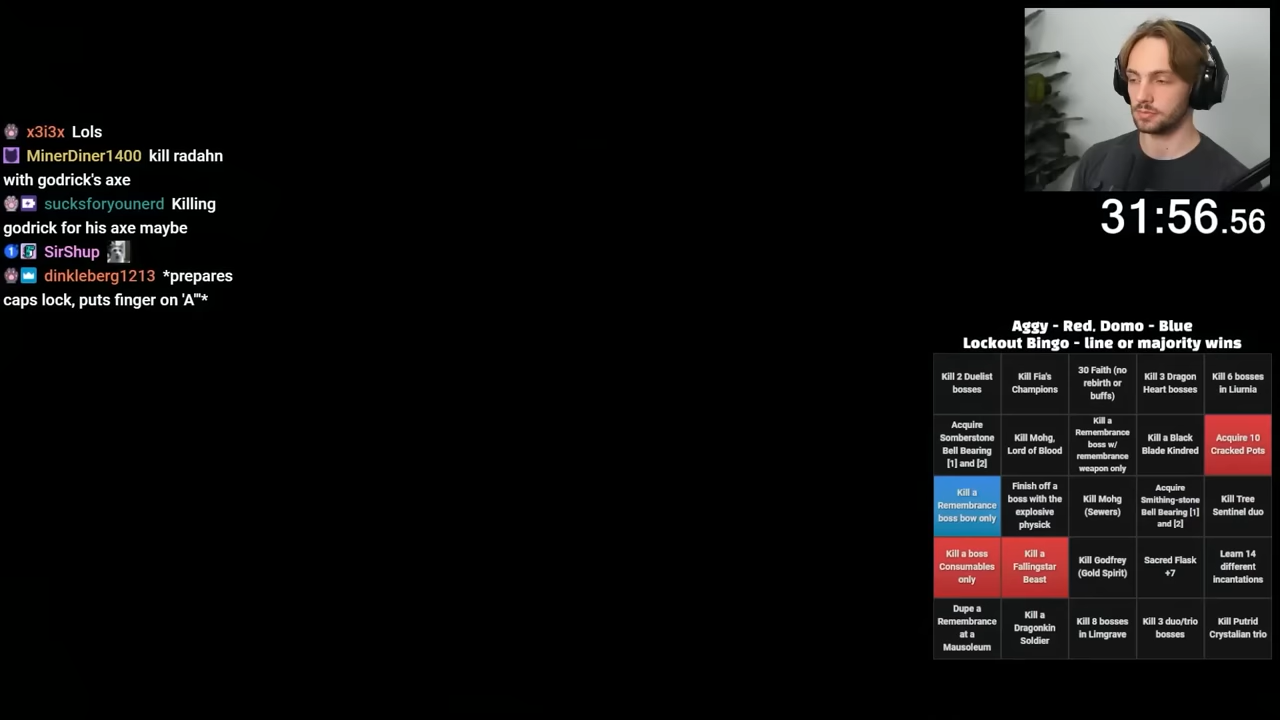 x3i3x Lols
MinerDiner1400 kill radahn
with godrick's axe
sucksforyounerd Killing
godrick for his axe maybe
SirShup
dinkleberg1213 *prepares
caps lock, puts finger on 'A'"*
31:56.56
Aggy - Red, Domo - Blue
Lockout Bingo - line or majority wins
Kill 2 Duelist
bosses
Kill Fia's
Champions
30 Faith (no
rebirth or
buffs)
Kill 3 Dragon
Heart bosses
Kill 6 bosses
in Liurnia
Acquire
Somberstone
Bell Bearing
[1] and [2]
Kill Mohg,
Lord of Blood
Kill a
Remembrance
boss w/
remembrance
weapon only
Kill a Black
Blade Kindred
Acquire 10
Cracked Pots
Kill a
Remembrance
boss bow only
Finish off a
boss with the
explosive
physick
Kill Mohg
(Sewers)
Acquire
Smithing-stone
Bell Bearing [1]
and [2]
Kill Tree
Sentinel duo
Kill a boss
Consumables
only
Kill a
Fallingstar
Beast
Kill Godfrey
(Gold Spirit)
Sacred Flask
+7
Learn 14
different
incantations
Dupe a
Remembrance
at a
Mausoleum
Kill a
Dragonkin
Soldier
Kill 8 bosses
in Limgrave
Kill 3 duo/trio
bosses
Kill Putrid
Crystalian trio